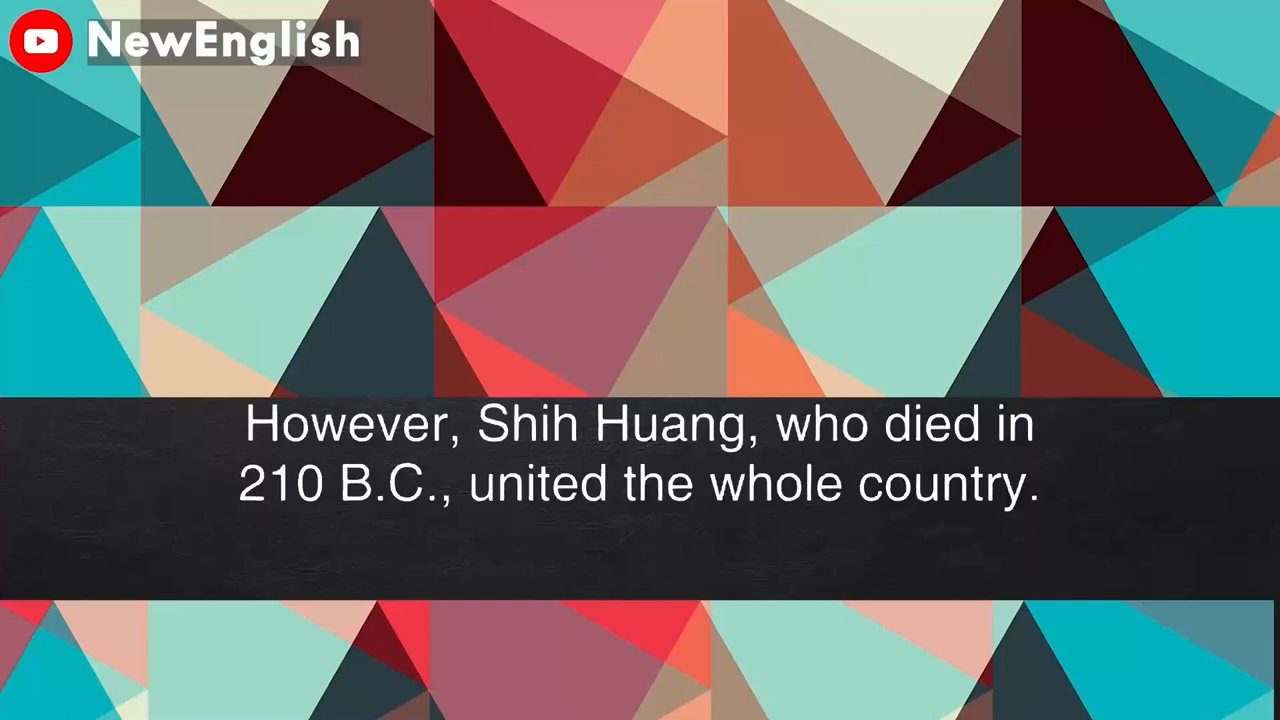 NewEnglish
However, Shih Huang, who died in
210 B.C., united the whole country.